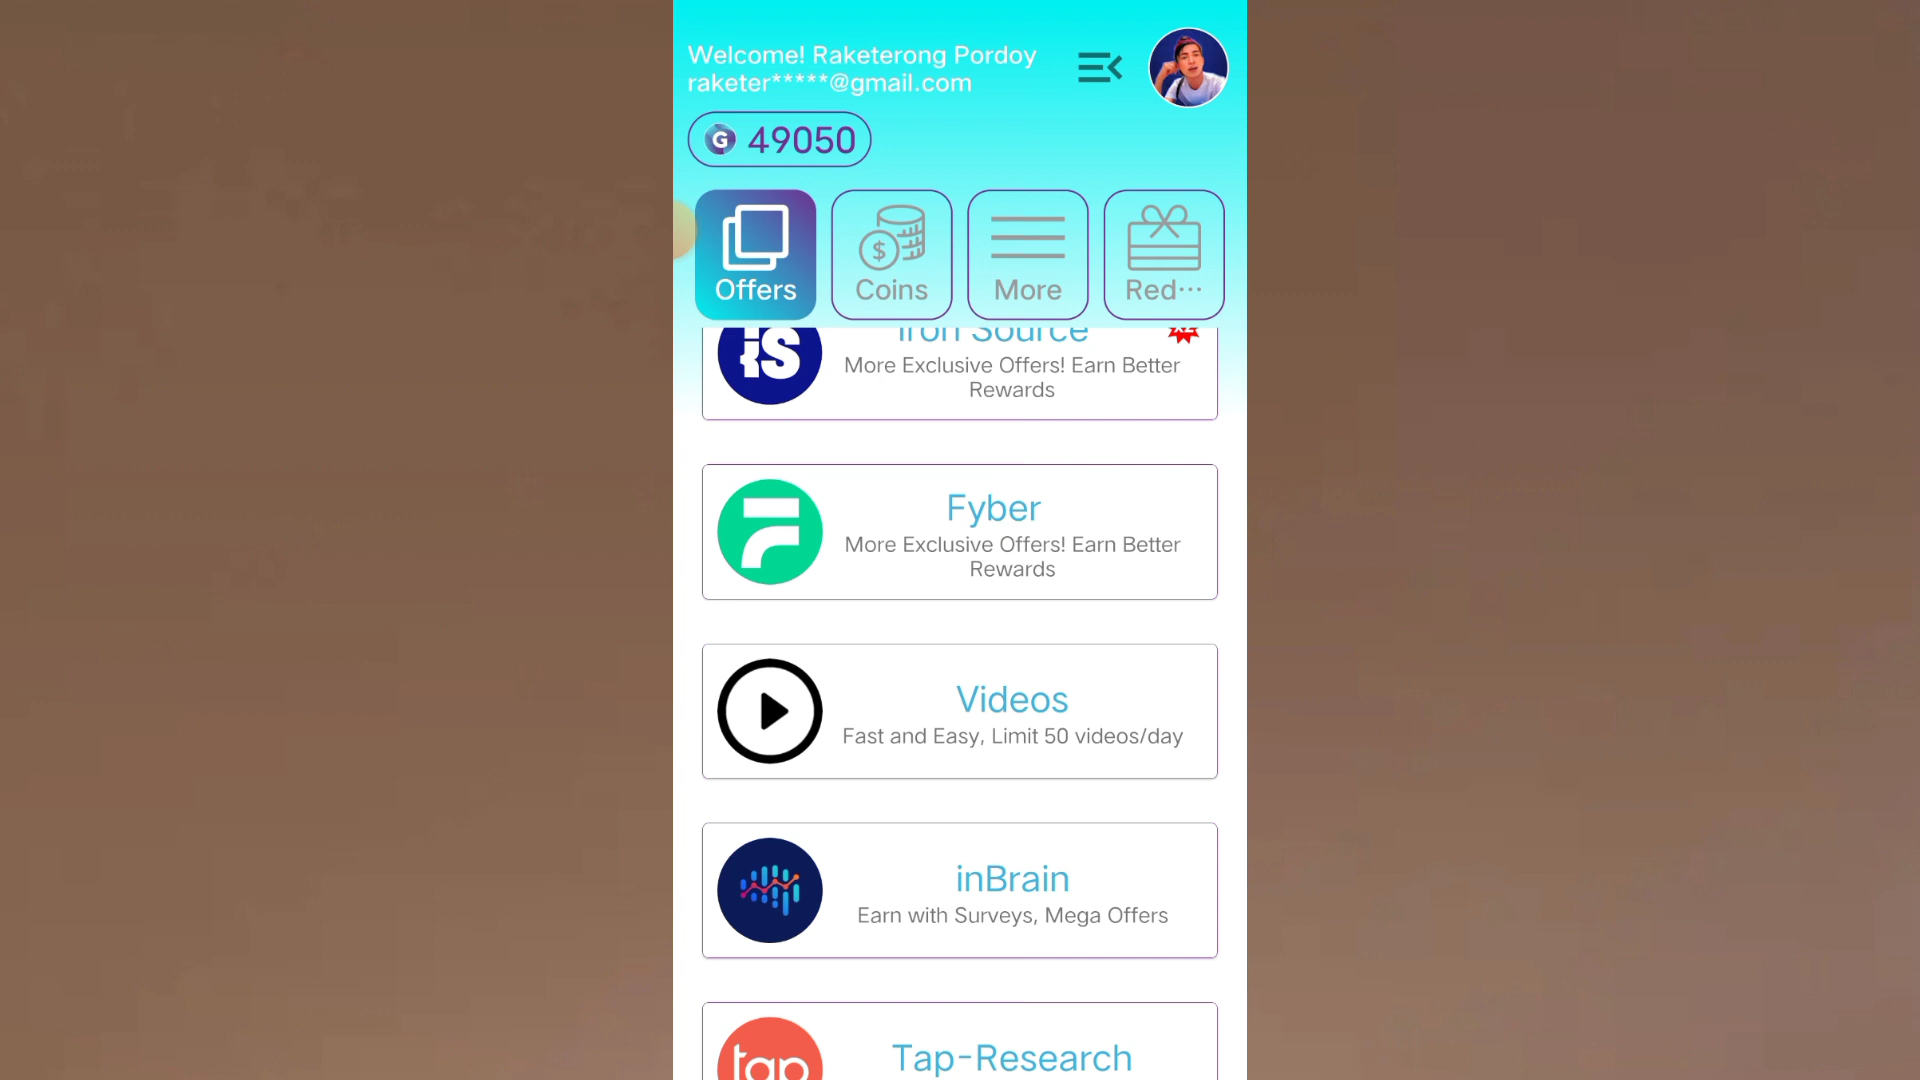 Welcome! Raketerong Pordoy
raketer*****@gmail.com
G 49050
Offers
Coins
More
Red...
Iron Source
iS
More Exclusive Offers! Earn Better
Rewards
Fyber
More Exclusive Offers! Earn Better
Rewards
Videos
Fast and Easy, Limit 50 videos/day
inBrain
Earn with Surveys, Mega Offers
Tap-Research
tap